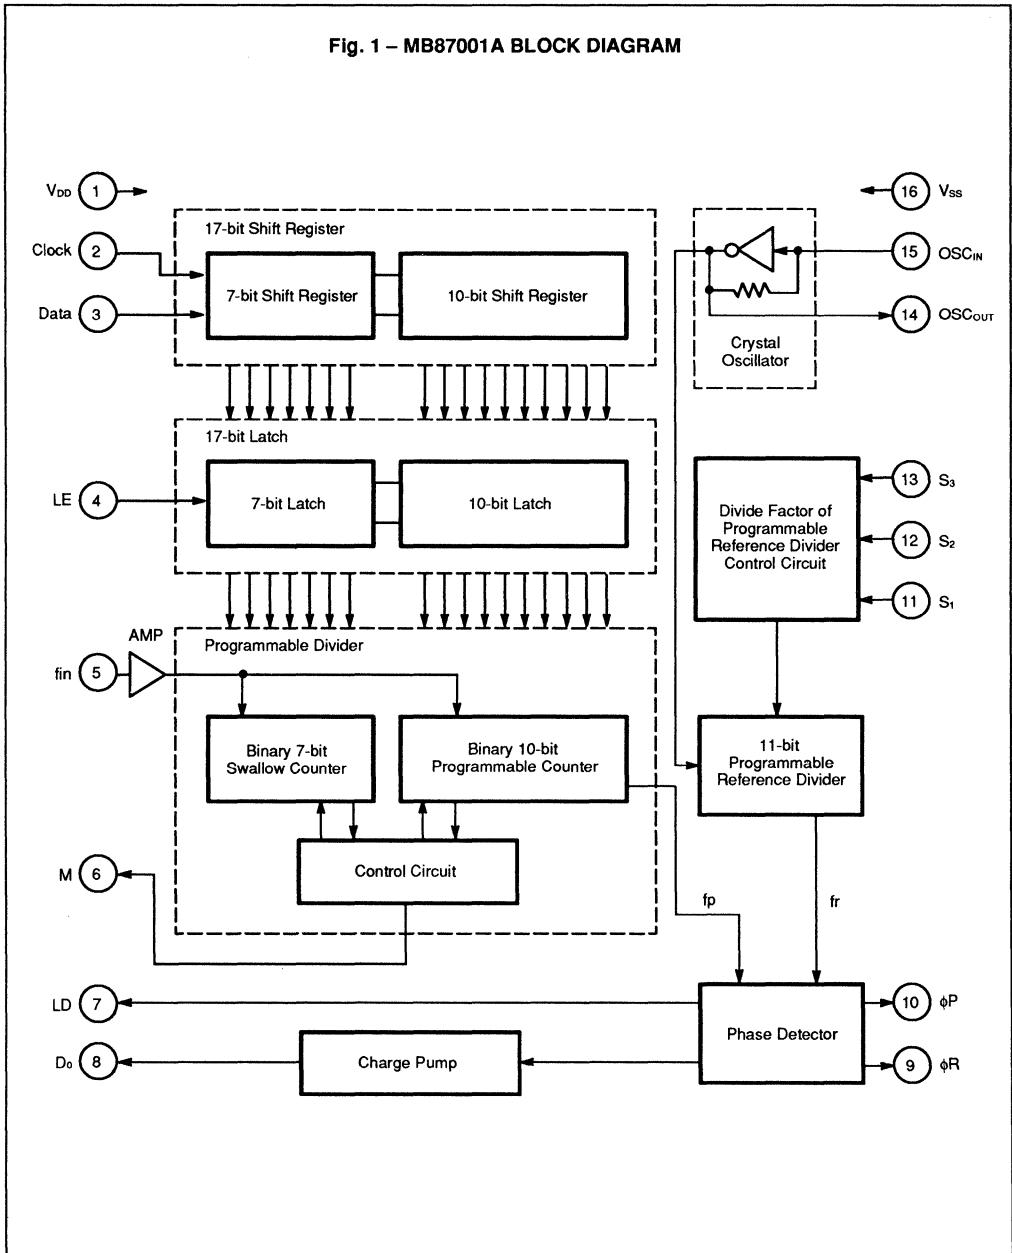 Fig. 1 – MB87001A BLOCK DIAGRAM
VDD 1
16 VSS
17-bit Shift Register
Clock 2
15 OSCIN
7-bit Shift Register
10-bit Shift Register
Data 3
14 OSCOUT
Crystal
Oscillator
17-bit Latch
LE 4
7-bit Latch
10-bit Latch
13 S3
Divide Factor of
Programmable
Reference Divider
Control Circuit
12 S2
11 S1
AMP
Programmable Divider
fin 5
Binary 7-bit
Swallow Counter
Binary 10-bit
Programmable Counter
11-bit
Programmable
Reference Divider
Control Circuit
M 6
fp
fr
LD 7
Phase Detector
10 ϕP
Do 8
Charge Pump
9 ϕR